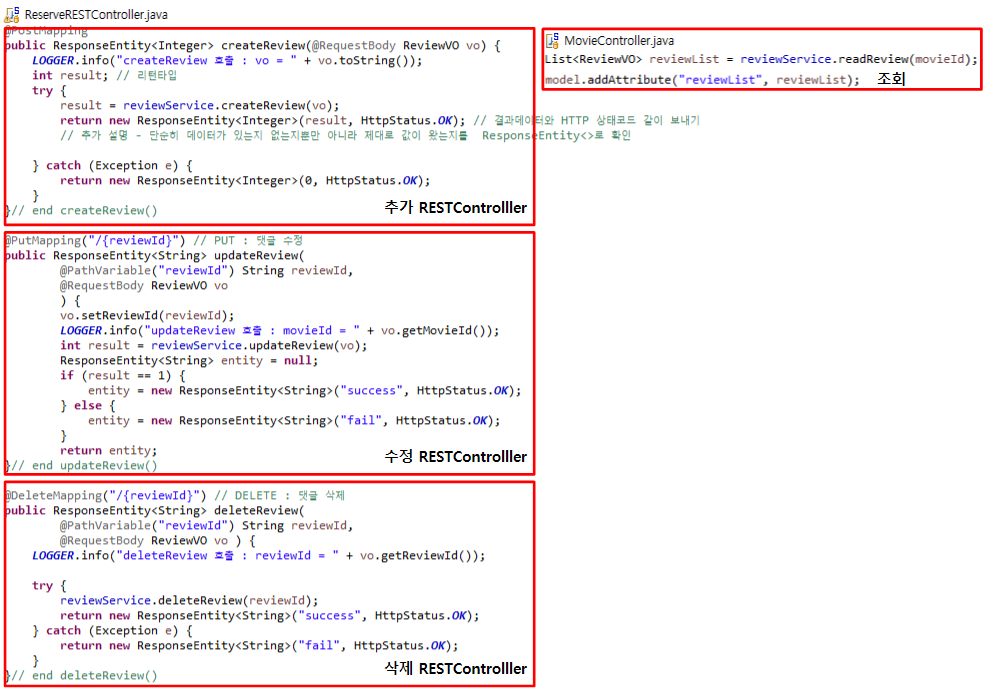 ReserveRESTController.java
@PostMapping
public ResponseEntity<Integer> createReview(@RequestBody ReviewVO vo) {
LOGGER.info("createReview 호출 : vo = " + vo.toString());
int result; // 리턴타입
try {
result = reviewService.createReview(vo);
return new ResponseEntity<Integer>(result, HttpStatus.OK); // 결과데이터와 HTTP 상태코드 같이 보내기
// 추가 설명 - 단순히 데이터가 있는지 없는지뿐만 아니라 제대로 값이 왔는지를 ResponseEntity<>로 확인
} catch (Exception e) {
return new ResponseEntity<Integer>(0, HttpStatus.OK);
}
}// end createReview()
추가 RESTControlller
@PutMapping("/{reviewId}") // PUT : 댓글 수정
public ResponseEntity<String> updateReview(
@PathVariable("reviewId") String reviewId,
@RequestBody ReviewVO vo
) {
vo.setReviewId(reviewId);
LOGGER.info("updateReview 호출 : movieId = " + vo.getMovieId());
int result = reviewService.updateReview(vo);
ResponseEntity<String> entity = null;
if (result == 1) {
entity = new ResponseEntity<String>("success", HttpStatus.OK);
} else {
entity = new ResponseEntity<String>("fail", HttpStatus.OK);
}
return entity;
}// end updateReview()
수정 RESTControlller
@DeleteMapping("/{reviewId}") // DELETE : 댓글 삭제
public ResponseEntity<String> deleteReview(
@PathVariable("reviewId") String reviewId,
@RequestBody ReviewVO vo ) {
LOGGER.info("deleteReview 호출 : reviewId = " + vo.getReviewId());
try {
reviewService.deleteReview(reviewId);
return new ResponseEntity<String>("success", HttpStatus.OK);
} catch (Exception e) {
return new ResponseEntity<String>("fail", HttpStatus.OK);
}
}// end deleteReview()
삭제 RESTControlller
MovieController.java
List<ReviewVO> reviewList = reviewService.readReview(movieId);
model.addAttribute("reviewList", reviewList);
조회